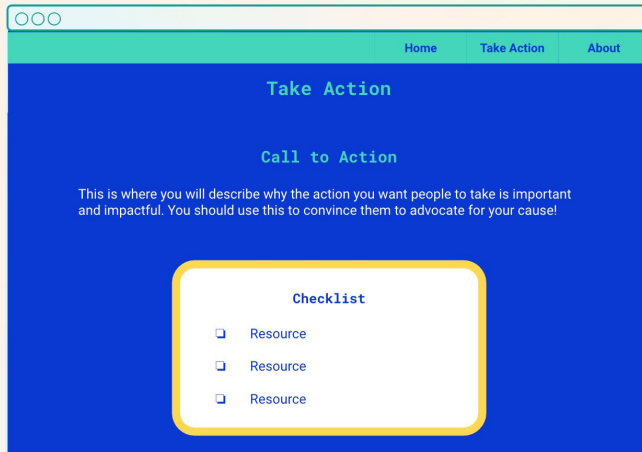 Home Take Action About
Take Action
Call to Action
This is where you will describe why the action you want people to take is important
and impactful. You should use this to convince them to advocate for your cause!
Checklist
❏ Resource
❏ Resource
❏ Resource